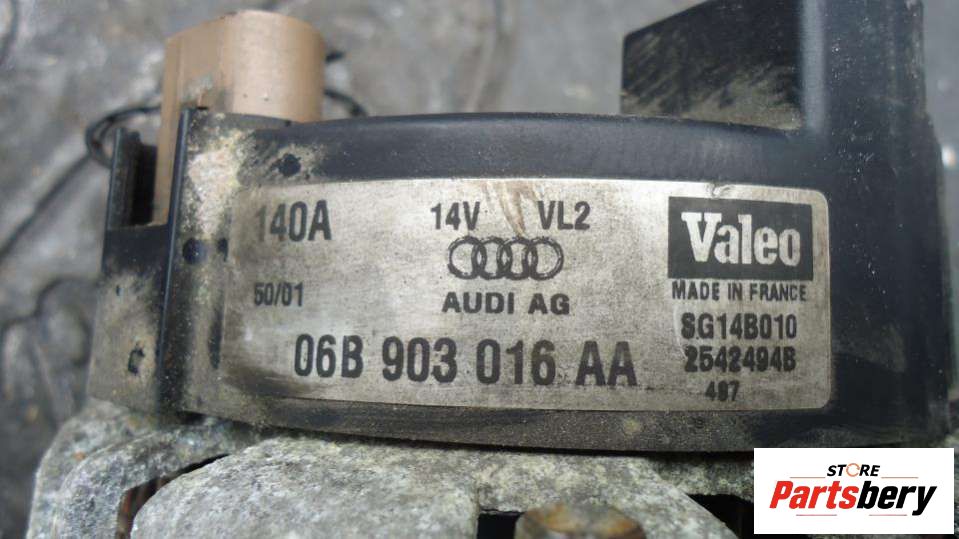 140A 14V VL2
Valeo
50/01 AUDI AG
MADE IN FRANCE
SG14B010
06B 903 016 AA
2542494B
487
STORE
Partsbery